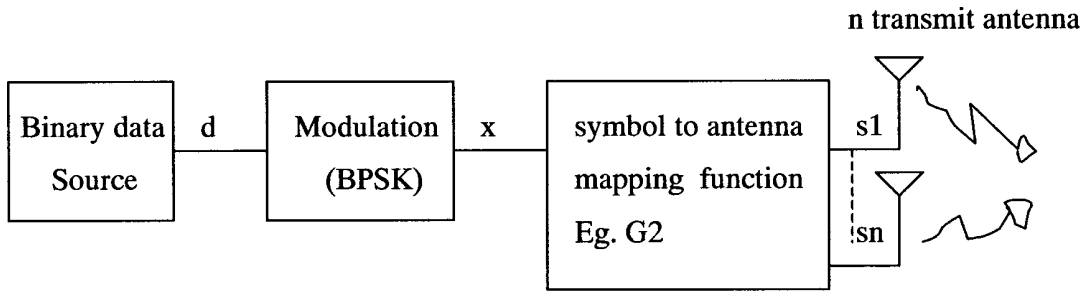 n transmit antenna
Binary data
Source
d
Modulation
(BPSK)
x
symbol to antenna
mapping function
Eg. G2
s1
sn